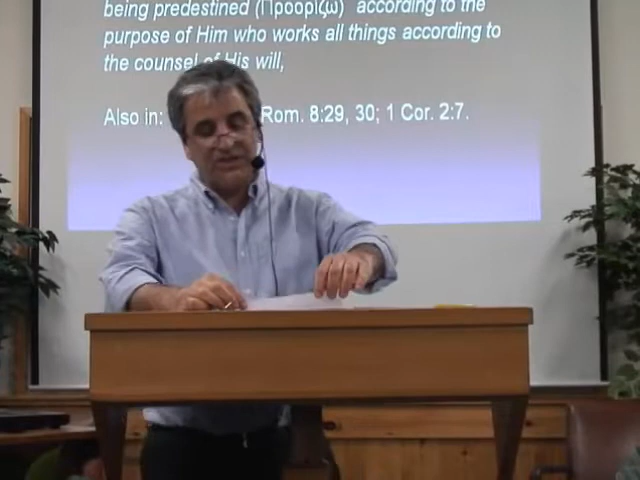 being predestined (Προορίζω) according to the
purpose of Him who works all things according to
the counsel of His will,
Also in: Rom. 8:29, 30; 1 Cor. 2:7.